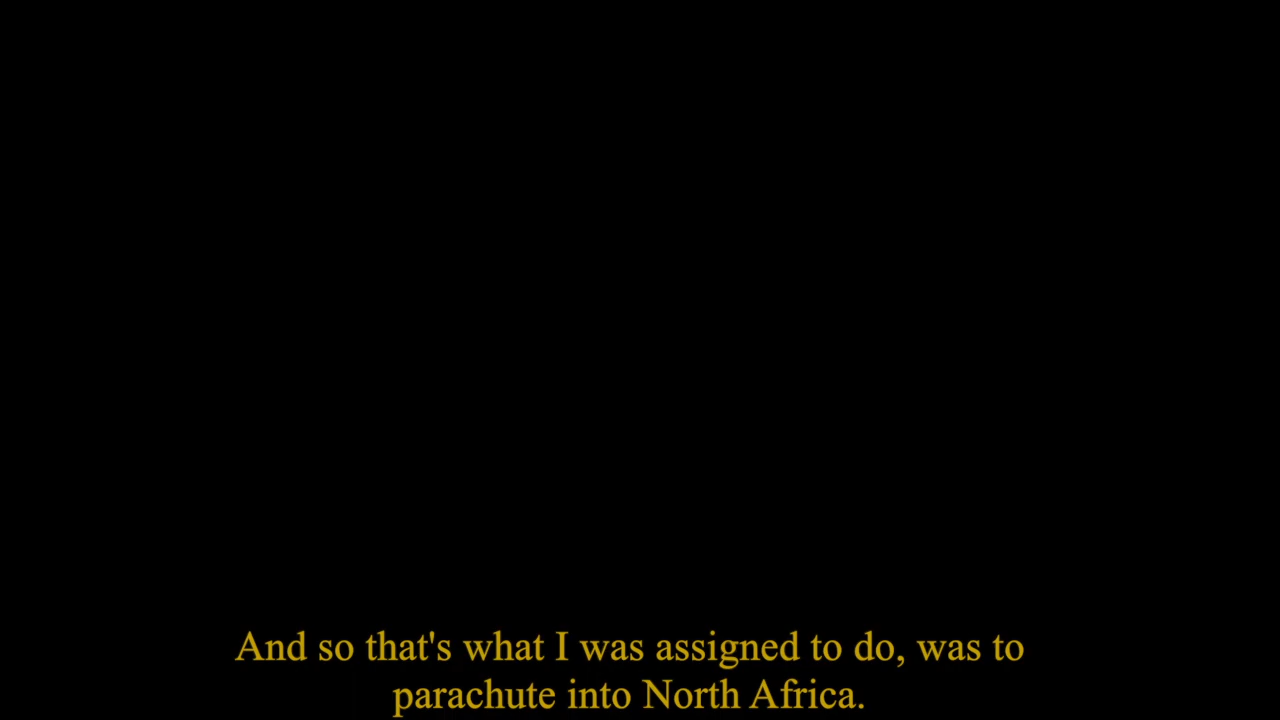 And so that's what I was assigned to do, was to
parachute into North Africa.